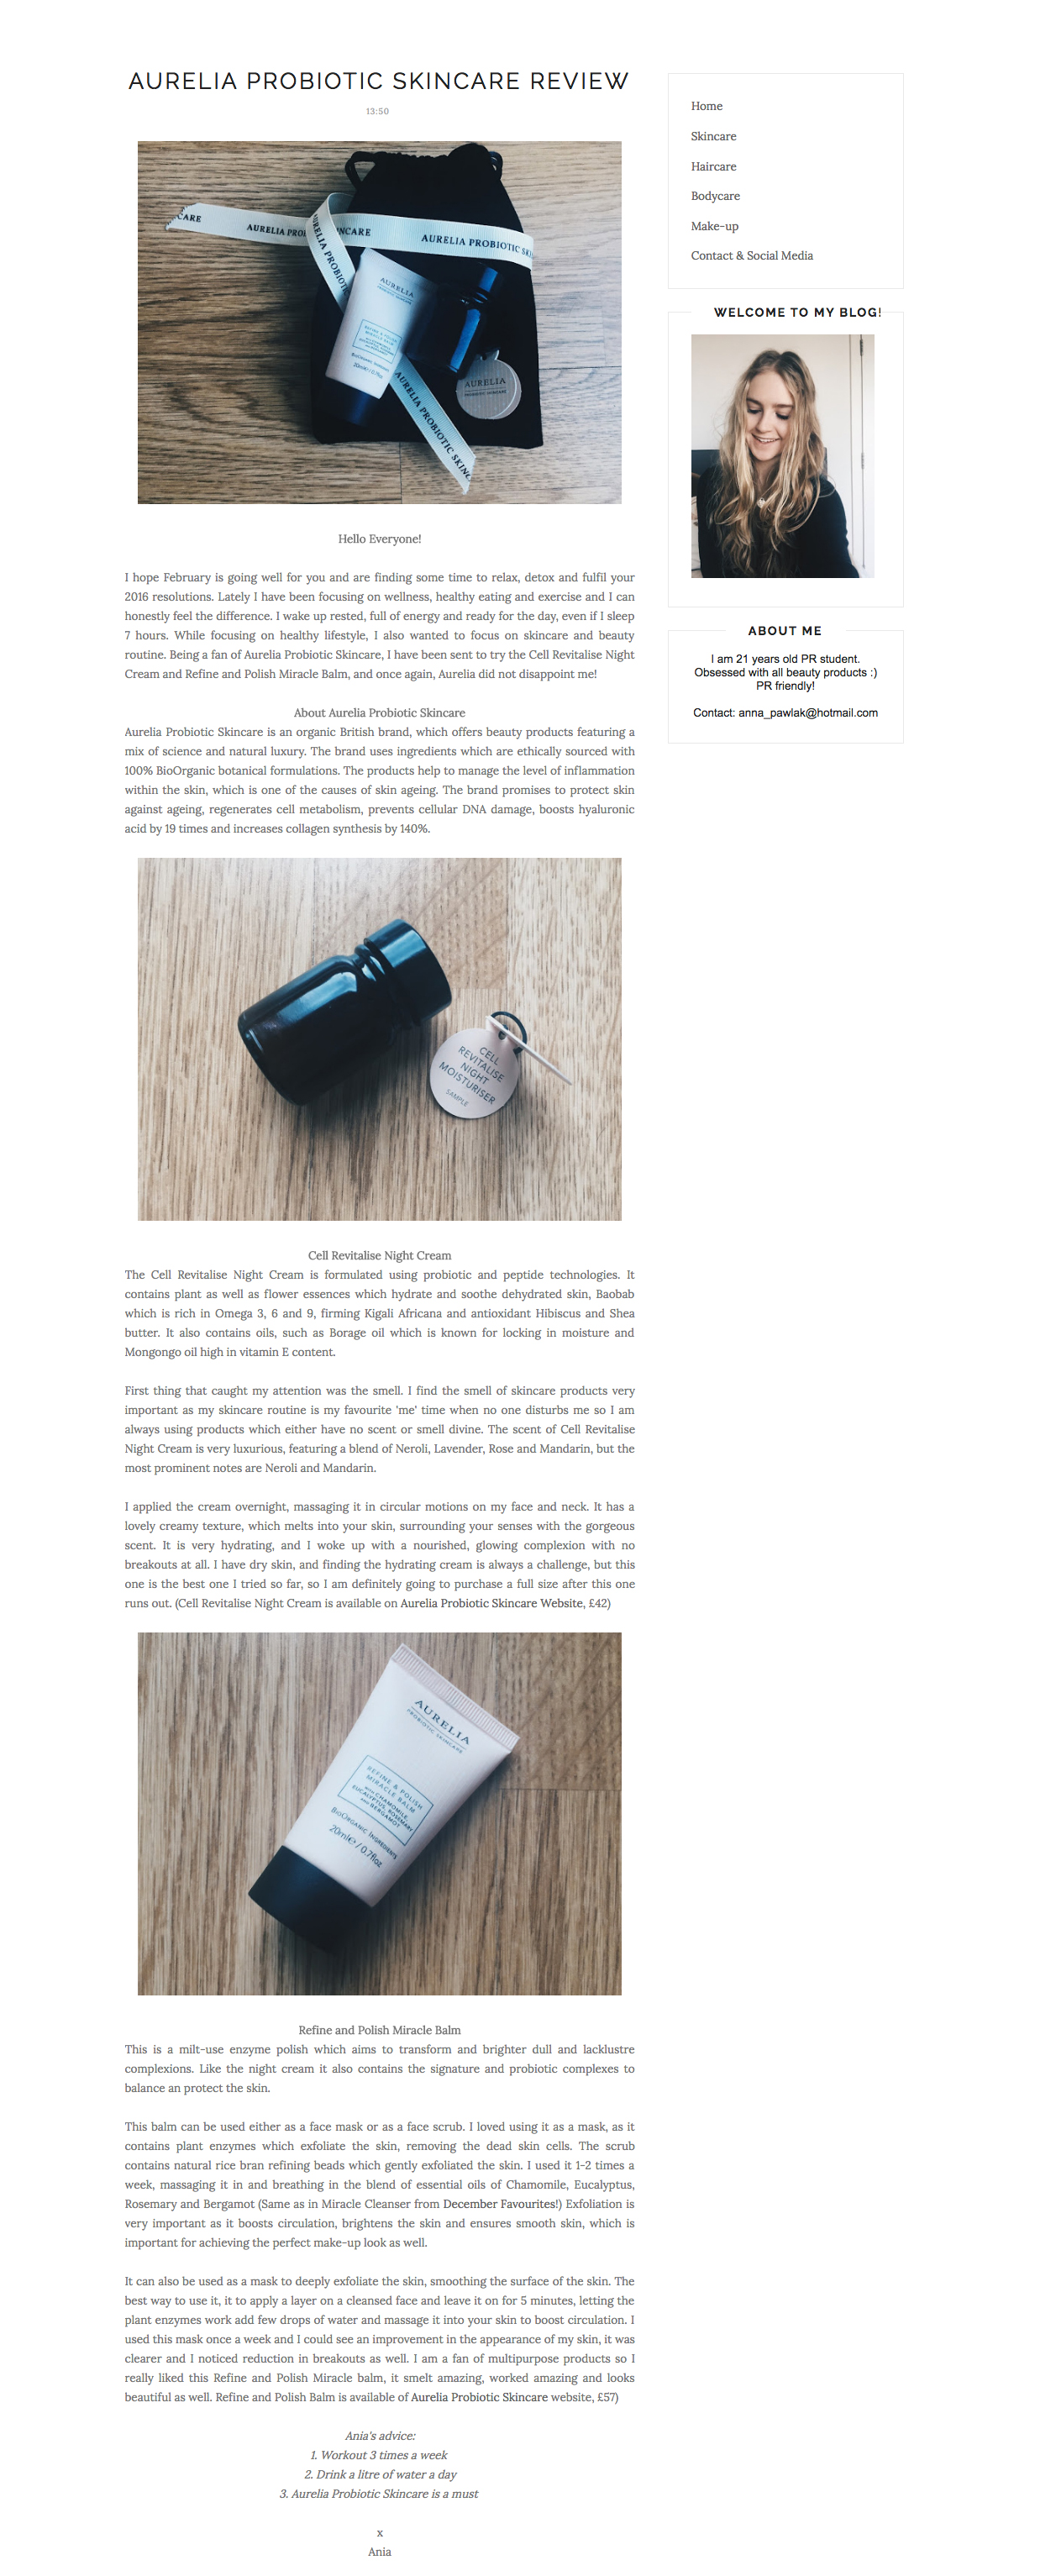 AURELIA PROBIOTIC SKINCARE REVIEW
13:50
CARE
AURELIA PROBIOTIC SKINCARE
AURELIA PROBIOTIC
AURELIA
PROBIOTIC SKINCARE
REFINE & POLISH
MIRACLE BALM
BioOrganic Ingredients
20ml℮ / 0.7floz
AURELIA
AURELIA PROBIOTIC SKINC
Hello Everyone!
I hope February is going well for you and are finding some time to relax, detox and fulfil your
2016 resolutions. Lately I have been focusing on wellness, healthy eating and exercise and I can
honestly feel the difference. I wake up rested, full of energy and ready for the day, even if I sleep
7 hours. While focusing on healthy lifestyle, I also wanted to focus on skincare and beauty
routine. Being a fan of Aurelia Probiotic Skincare, I have been sent to try the Cell Revitalise Night
Cream and Refine and Polish Miracle Balm, and once again, Aurelia did not disappoint me!
About Aurelia Probiotic Skincare
Aurelia Probiotic Skincare is an organic British brand, which offers beauty products featuring a
mix of science and natural luxury. The brand uses ingredients which are ethically sourced with
100% BioOrganic botanical formulations. The products help to manage the level of inflammation
within the skin, which is one of the causes of skin ageing. The brand promises to protect skin
against ageing, regenerates cell metabolism, prevents cellular DNA damage, boosts hyaluronic
acid by 19 times and increases collagen synthesis by 140%.
CELL
REVITALISE
NIGHT
MOISTURISER
SAMPLE
Cell Revitalise Night Cream
The Cell Revitalise Night Cream is formulated using probiotic and peptide technologies. It
contains plant as well as flower essences which hydrate and soothe dehydrated skin, Baobab
which is rich in Omega 3, 6 and 9, firming Kigali Africana and antioxidant Hibiscus and Shea
butter. It also contains oils, such as Borage oil which is known for locking in moisture and
Mongongo oil high in vitamin E content.
First thing that caught my attention was the smell. I find the smell of skincare products very
important as my skincare routine is my favourite 'me' time when no one disturbs me so I am
always using products which either have no scent or smell divine. The scent of Cell Revitalise
Night Cream is very luxurious, featuring a blend of Neroli, Lavender, Rose and Mandarin, but the
most prominent notes are Neroli and Mandarin.
I applied the cream overnight, massaging it in circular motions on my face and neck. It has a
lovely creamy texture, which melts into your skin, surrounding your senses with the gorgeous
scent. It is very hydrating, and I woke up with a nourished, glowing complexion with no
breakouts at all. I have dry skin, and finding the hydrating cream is always a challenge, but this
one is the best one I tried so far, so I am definitely going to purchase a full size after this one
runs out. (Cell Revitalise Night Cream is available on Aurelia Probiotic Skincare Website, £42)
AURELIA
PROBIOTIC SKINCARE
REFINE & POLISH
MIRACLE BALM
with CHAMOMILE,
EUCALYPTUS, ROSEMARY
and BERGAMOT
BioOrganic Ingredients
20ml℮ / 0.7floz
Refine and Polish Miracle Balm
This is a milt-use enzyme polish which aims to transform and brighter dull and lacklustre
complexions. Like the night cream it also contains the signature and probiotic complexes to
balance an protect the skin.
This balm can be used either as a face mask or as a face scrub. I loved using it as a mask, as it
contains plant enzymes which exfoliate the skin, removing the dead skin cells. The scrub
contains natural rice bran refining beads which gently exfoliated the skin. I used it 1-2 times a
week, massaging it in and breathing in the blend of essential oils of Chamomile, Eucalyptus,
Rosemary and Bergamot (Same as in Miracle Cleanser from December Favourites!) Exfoliation is
very important as it boosts circulation, brightens the skin and ensures smooth skin, which is
important for achieving the perfect make-up look as well.
It can also be used as a mask to deeply exfoliate the skin, smoothing the surface of the skin. The
best way to use it, it to apply a layer on a cleansed face and leave it on for 5 minutes, letting the
plant enzymes work add few drops of water and massage it into your skin to boost circulation. I
used this mask once a week and I could see an improvement in the appearance of my skin, it was
clearer and I noticed reduction in breakouts as well. I am a fan of multipurpose products so I
really liked this Refine and Polish Miracle balm, it smelt amazing, worked amazing and looks
beautiful as well. Refine and Polish Balm is available of Aurelia Probiotic Skincare website, £57)
Ania's advice:
1. Workout 3 times a week
2. Drink a litre of water a day
3. Aurelia Probiotic Skincare is a must
x
Ania
Home
Skincare
Haircare
Bodycare
Make-up
Contact & Social Media
WELCOME TO MY BLOG!
ABOUT ME
I am 21 years old PR student.
Obsessed with all beauty products :)
PR friendly!
Contact: anna_pawlak@hotmail.com